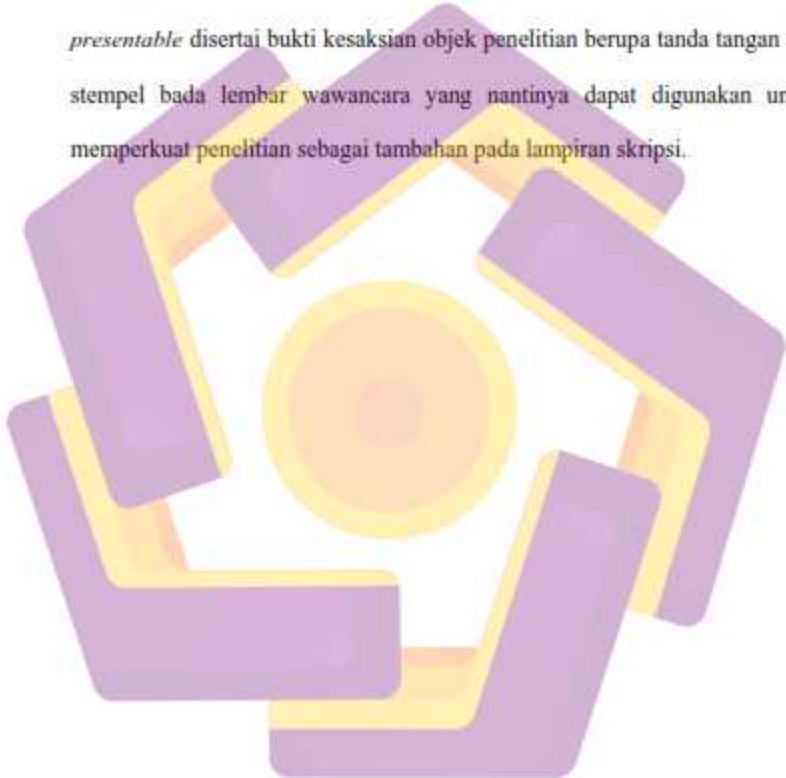 presentable disertai bukti kesaksian objek penelitian berupa tanda tangan
stempel bada lembar wawancara yang nantinya dapat digunakan un
memperkuat penelitian sebagai tambahan pada lampiran skripsi.